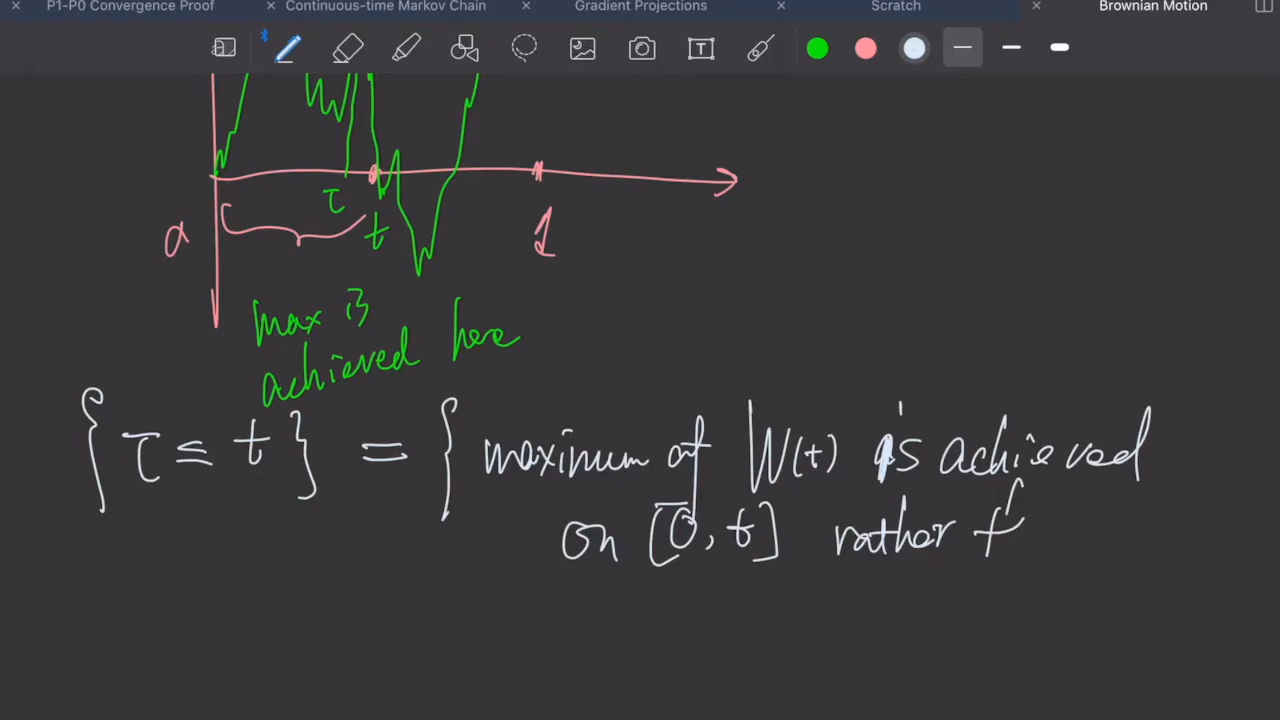 P1-P0 Convergence Proof Continuous-time Markov Chain Gradient Projections Scratch Brownian Motion
T
τ
t
1
max is
achieved here
{τ ≤ t} = { maximum of W(t) is achieved
on [0, t] rather